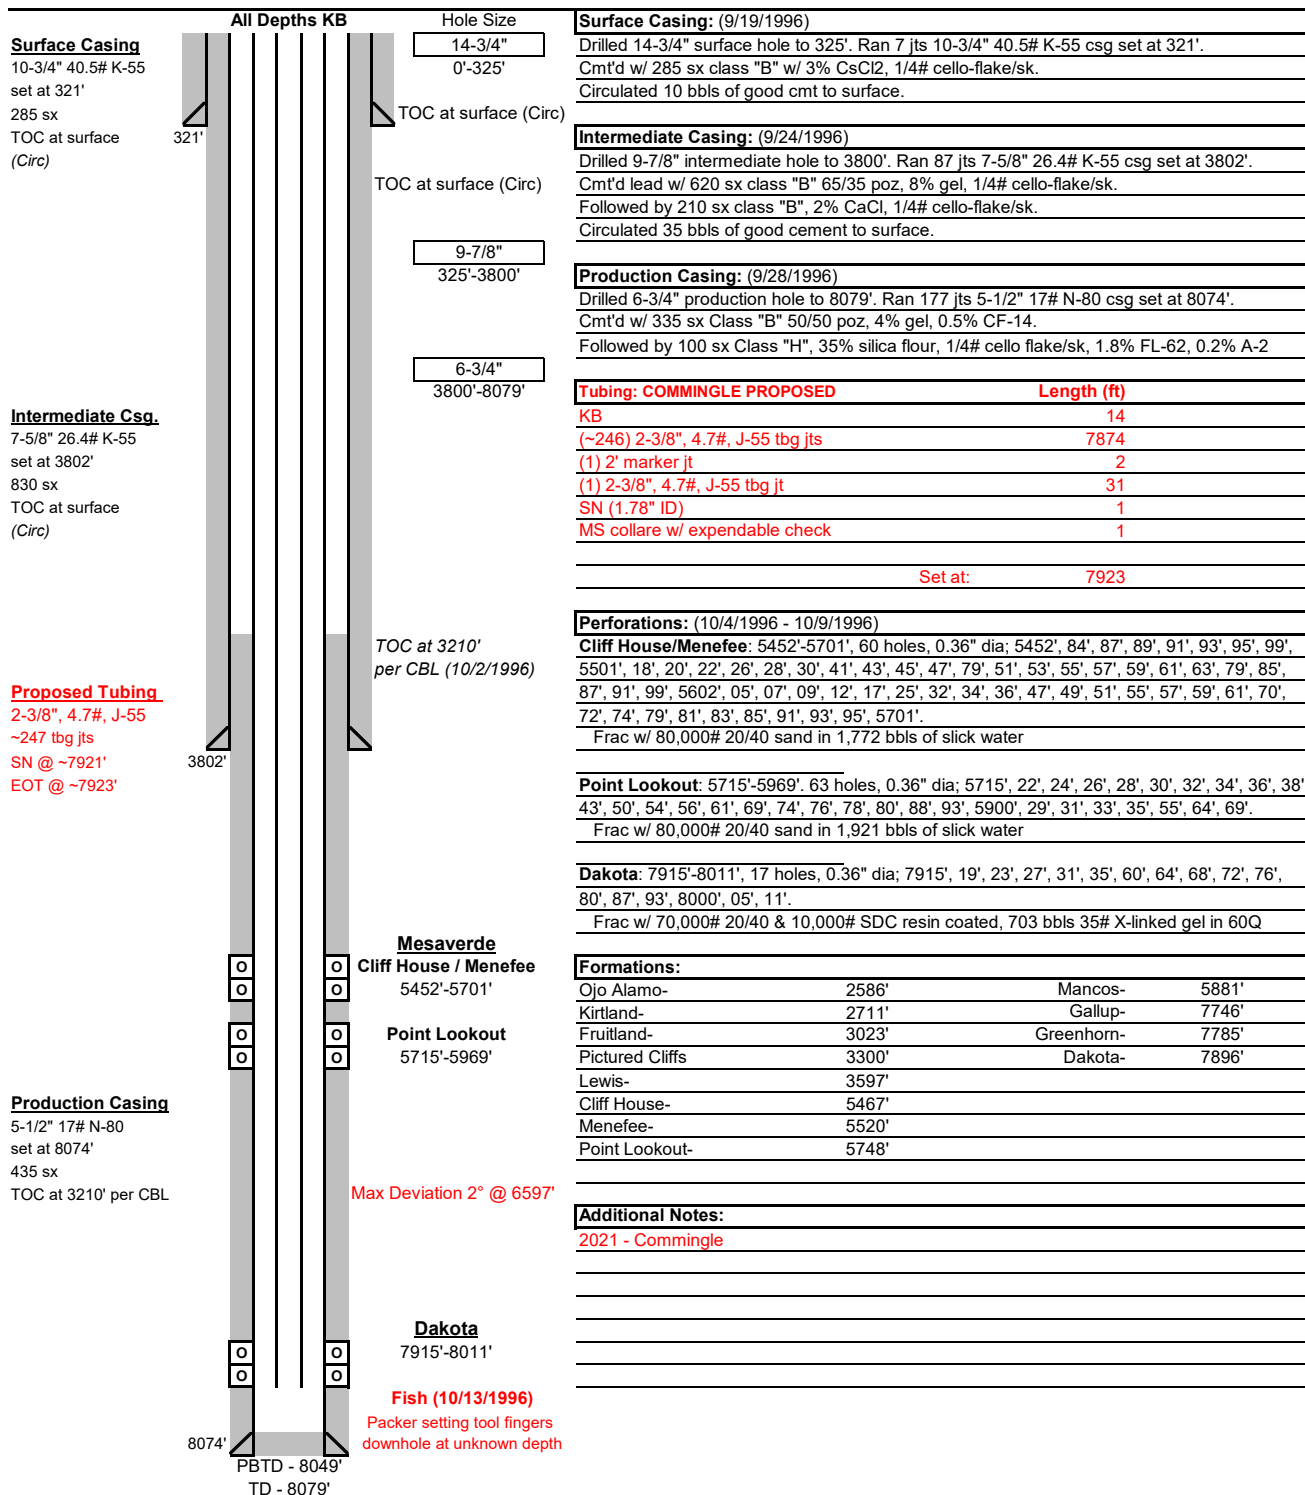 All Depths KB
Hole Size
Surface Casing
10-3/4" 40.5# K-55
set at 321'
285 sx
TOC at surface
(Circ)
321'
14-3/4"
0'-325'
TOC at surface (Circ)
TOC at surface (Circ)
9-7/8"
325'-3800'
6-3/4"
3800'-8079'
Intermediate Csg.
7-5/8" 26.4# K-55
set at 3802'
830 sx
TOC at surface
(Circ)
TOC at 3210'
per CBL (10/2/1996)
Proposed Tubing
2-3/8", 4.7#, J-55
~247 tbg jts
SN @ ~7921'
EOT @ ~7923'
3802'
Mesaverde
Cliff House / Menefee
5452'-5701'
Point Lookout
5715'-5969'
O O
O O
O O
O O
Production Casing
5-1/2" 17# N-80
set at 8074'
435 sx
TOC at 3210' per CBL
Max Deviation 2° @ 6597'
Dakota
7915'-8011'
O O
O O
Fish (10/13/1996)
Packer setting tool fingers
downhole at unknown depth
8074'
PBTD - 8049'
TD - 8079'
Surface Casing: (9/19/1996)
Drilled 14-3/4" surface hole to 325'. Ran 7 jts 10-3/4" 40.5# K-55 csg set at 321'.
Cmt'd w/ 285 sx class "B" w/ 3% CsCl2, 1/4# cello-flake/sk.
Circulated 10 bbls of good cmt to surface.
Intermediate Casing: (9/24/1996)
Drilled 9-7/8" intermediate hole to 3800'. Ran 87 jts 7-5/8" 26.4# K-55 csg set at 3802'.
Cmt'd lead w/ 620 sx class "B" 65/35 poz, 8% gel, 1/4# cello-flake/sk.
Followed by 210 sx class "B", 2% CaCl, 1/4# cello-flake/sk.
Circulated 35 bbls of good cement to surface.
Production Casing: (9/28/1996)
Drilled 6-3/4" production hole to 8079'. Ran 177 jts 5-1/2" 17# N-80 csg set at 8074'.
Cmt'd w/ 335 sx Class "B" 50/50 poz, 4% gel, 0.5% CF-14.
Followed by 100 sx Class "H", 35% silica flour, 1/4# cello flake/sk, 1.8% FL-62, 0.2% A-2
Tubing: COMMINGLE PROPOSED Length (ft)
KB 14
(~246) 2-3/8", 4.7#, J-55 tbg jts 7874
(1) 2' marker jt 2
(1) 2-3/8", 4.7#, J-55 tbg jt 31
SN (1.78" ID) 1
MS collare w/ expendable check 1
Set at: 7923
Perforations: (10/4/1996 - 10/9/1996)
Cliff House/Menefee: 5452'-5701', 60 holes, 0.36" dia; 5452', 84', 87', 89', 91', 93', 95', 99',
5501', 18', 20', 22', 26', 28', 30', 41', 43', 45', 47', 79', 51', 53', 55', 57', 59', 61', 63', 79', 85',
87', 91', 99', 5602', 05', 07', 09', 12', 17', 25', 32', 34', 36', 47', 49', 51', 55', 57', 59', 61', 70',
72', 74', 79', 81', 83', 85', 91', 93', 95', 5701'.
Frac w/ 80,000# 20/40 sand in 1,772 bbls of slick water
Point Lookout: 5715'-5969'. 63 holes, 0.36" dia; 5715', 22', 24', 26', 28', 30', 32', 34', 36', 38'
43', 50', 54', 56', 61', 69', 74', 76', 78', 80', 88', 93', 5900', 29', 31', 33', 35', 55', 64', 69'.
Frac w/ 80,000# 20/40 sand in 1,921 bbls of slick water
Dakota: 7915'-8011', 17 holes, 0.36" dia; 7915', 19', 23', 27', 31', 35', 60', 64', 68', 72', 76',
80', 87', 93', 8000', 05', 11'.
Frac w/ 70,000# 20/40 & 10,000# SDC resin coated, 703 bbls 35# X-linked gel in 60Q
Formations:
Ojo Alamo- 2586' Mancos- 5881'
Kirtland- 2711' Gallup- 7746'
Fruitland- 3023' Greenhorn- 7785'
Pictured Cliffs 3300' Dakota- 7896'
Lewis- 3597'
Cliff House- 5467'
Menefee- 5520'
Point Lookout- 5748'
Additional Notes:
2021 - Commingle